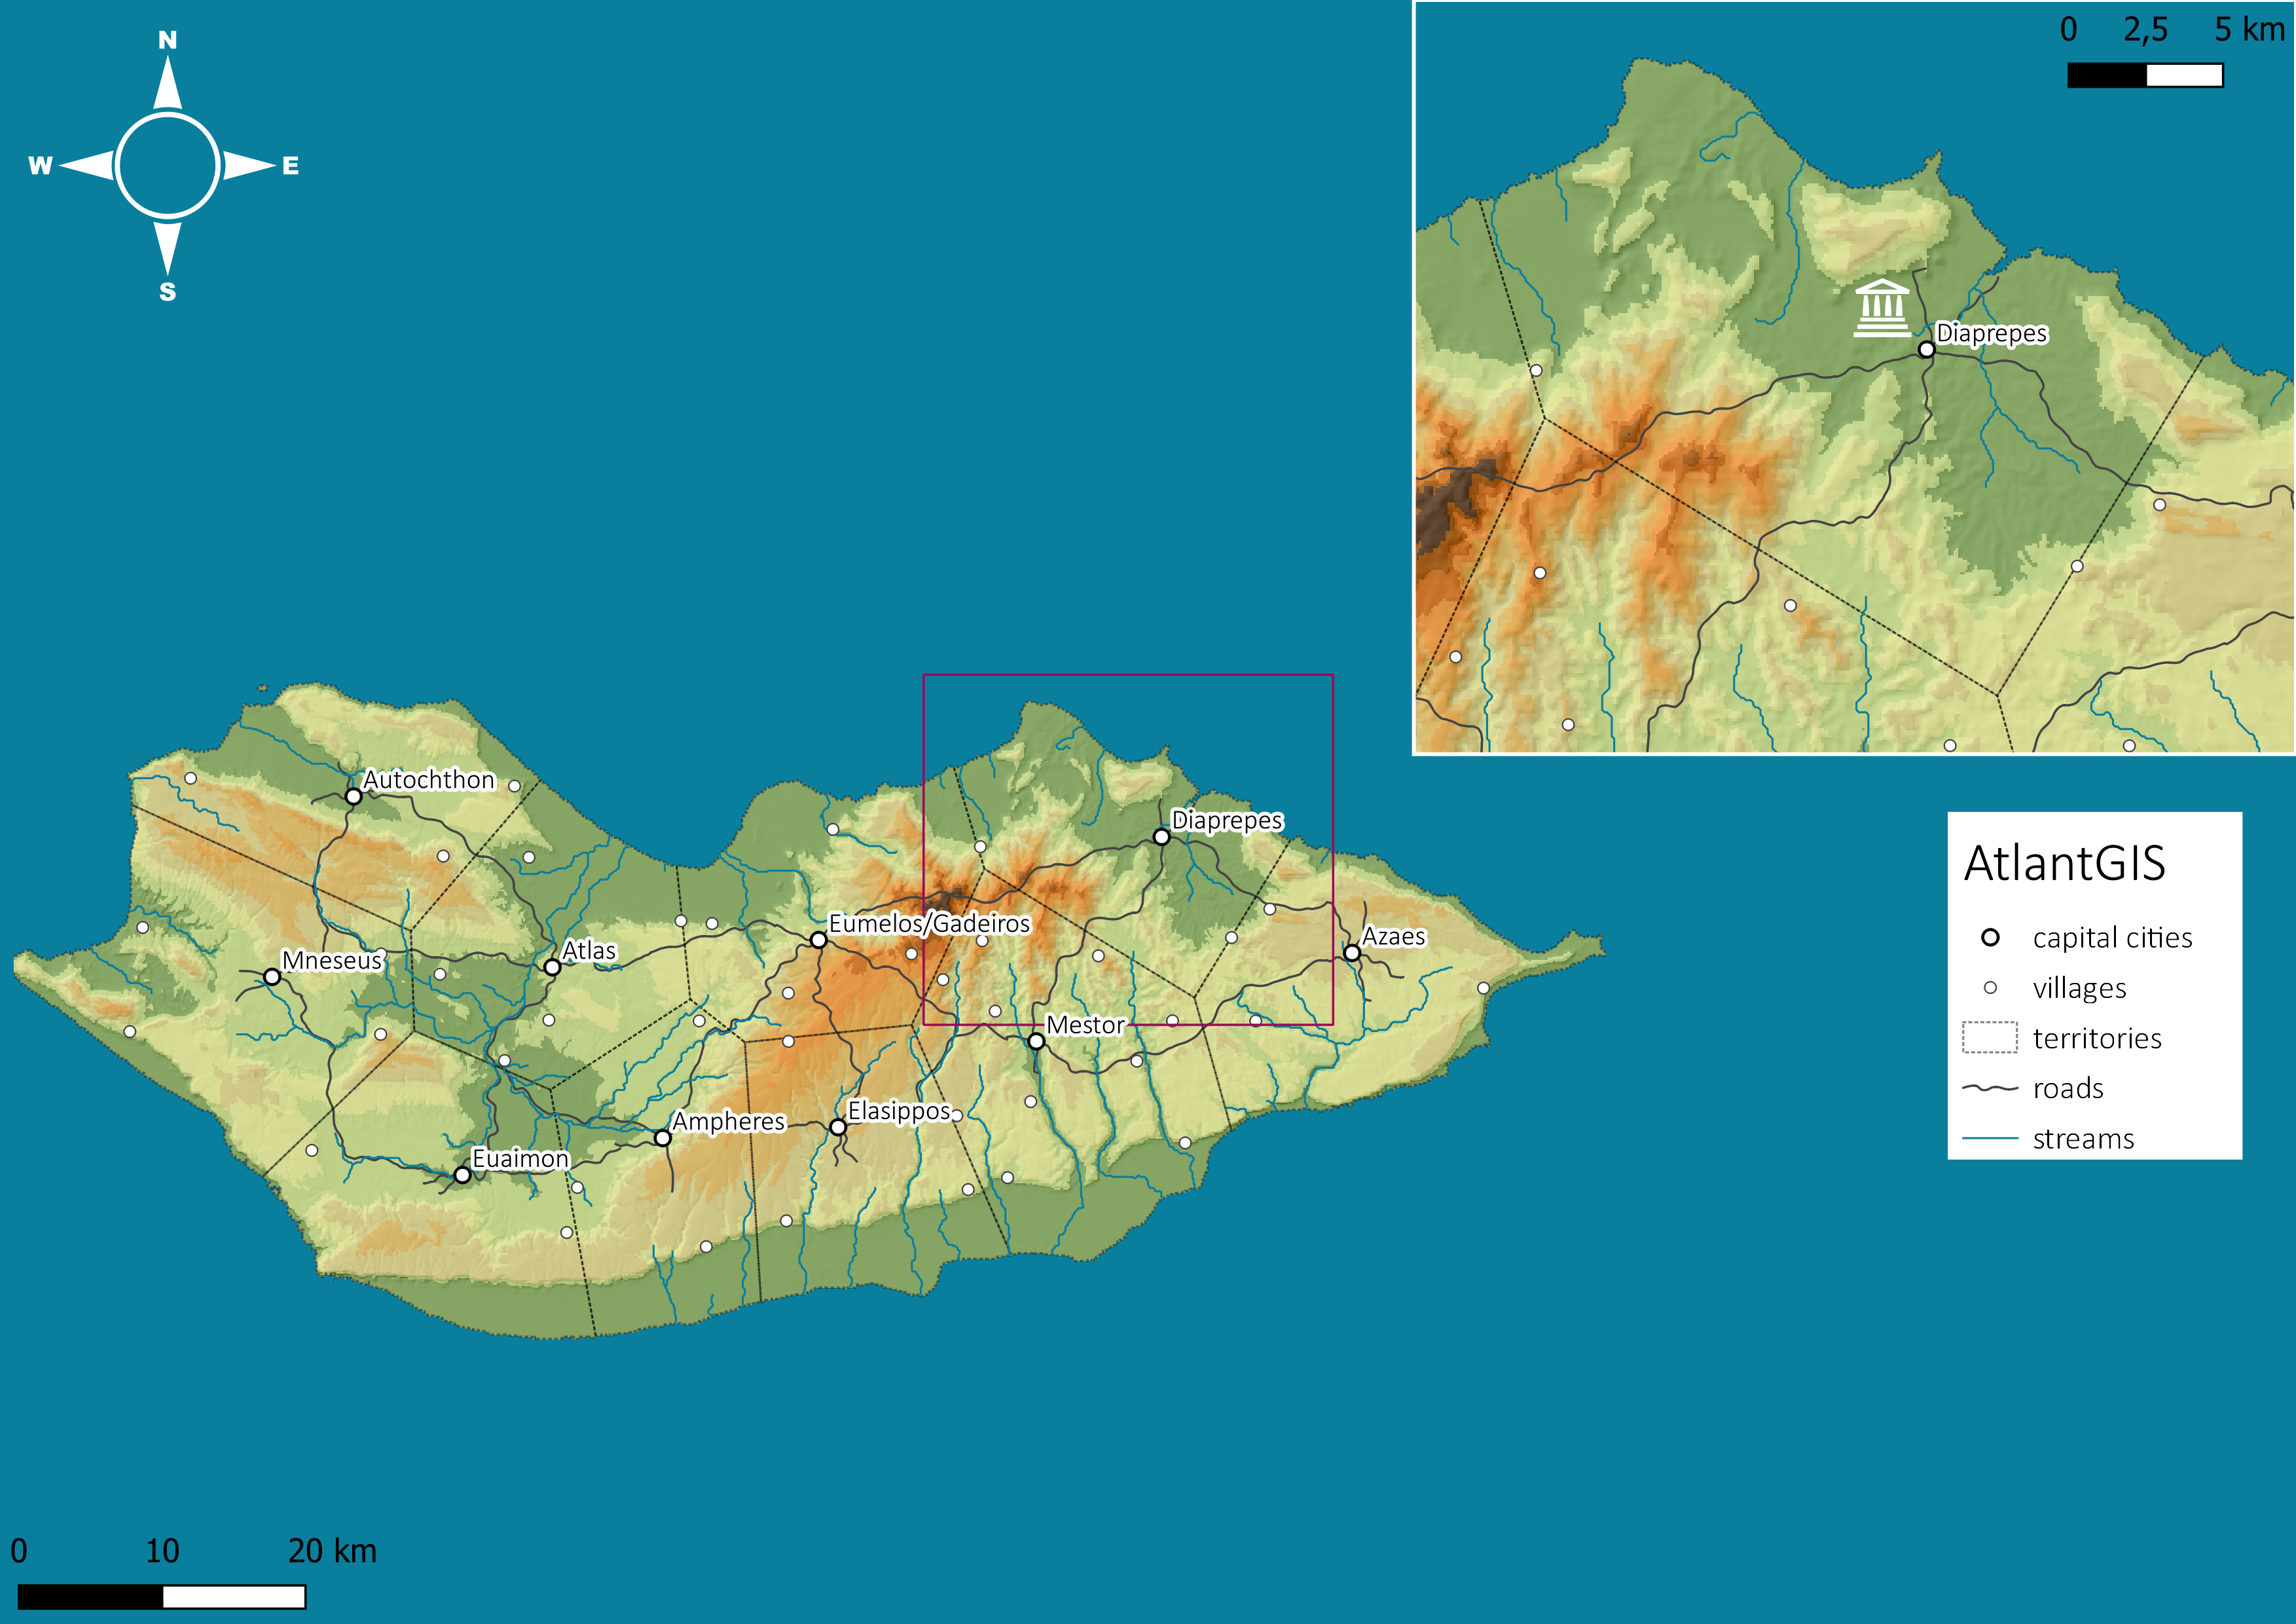 N
W E
S
0 2,5 5 km
Diaprepes
Autochthon
Diaprepes
Eumelos/Gadeiros
Azaes
Atlas
Mneseus
Mestor
Elasippos
Ampheres
Euaimon
AtlantGIS
capital cities
villages
territories
roads
streams
0 10 20 km